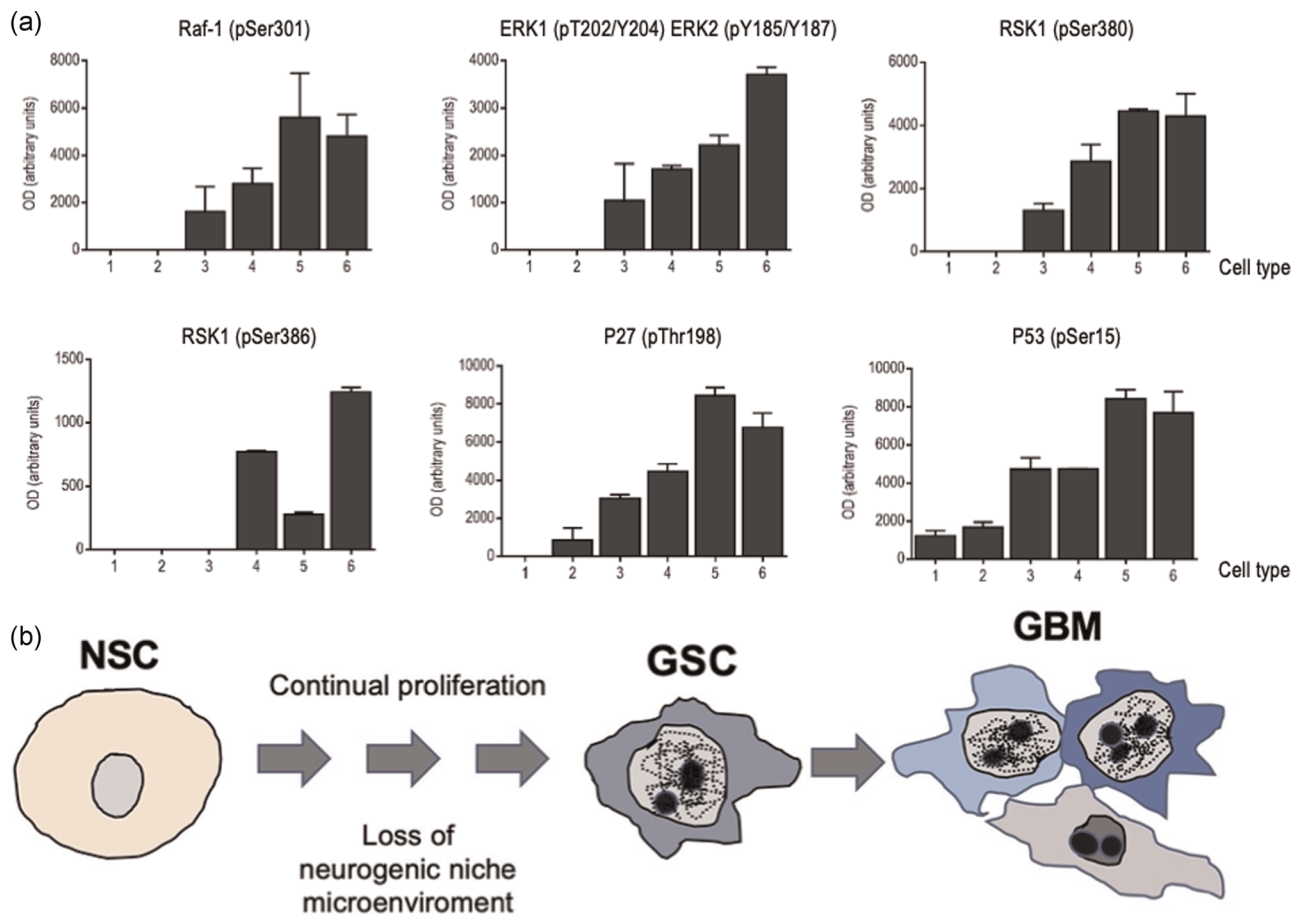 (a)
Raf-1 (pSer301)
OD (arbitrary units)
8000
6000
4000
2000
0
1 2 3 4 5 6
ERK1 (pT202/Y204) ERK2 (pY185/Y187)
OD (arbitrary units)
4000
3000
2000
1000
0
1 2 3 4 5 6
RSK1 (pSer380)
OD (arbitrary units)
6000
4000
2000
0
1 2 3 4 5 6
Cell type
RSK1 (pSer386)
OD (arbitrary units)
1500
1000
500
0
1 2 3 4 5 6
P27 (pThr198)
OD (arbitrary units)
10000
8000
6000
4000
2000
0
1 2 3 4 5 6
P53 (pSer15)
OD (arbitrary units)
10000
8000
6000
4000
2000
0
1 2 3 4 5 6
Cell type
(b)
NSC
Continual proliferation
Loss of
neurogenic niche
microenviroment
GSC
GBM